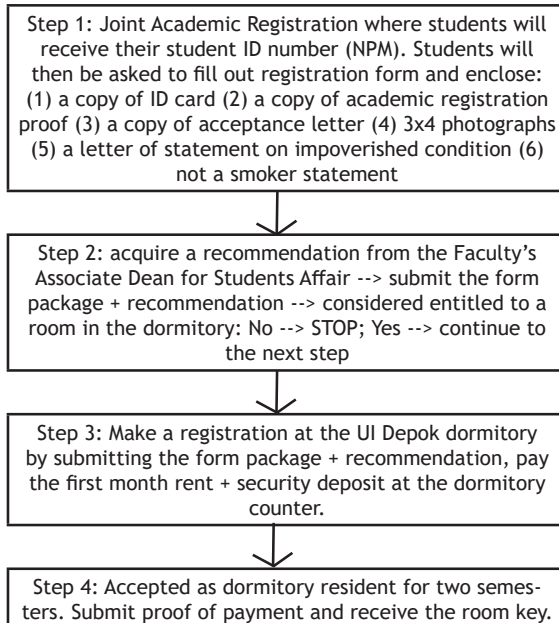 Step 1: Joint Academic Registration where students will
receive their student ID number (NPM). Students will
then be asked to fill out registration form and enclose:
(1) a copy of ID card (2) a copy of academic registration
proof (3) a copy of acceptance letter (4) 3x4 photographs
(5) a letter of statement on impoverished condition (6)
not a smoker statement
Step 2: acquire a recommendation from the Faculty’s
Associate Dean for Students Affair --> submit the
form package + recommendation --> considered entitled to a
room in the dormitory: No --> STOP; Yes --> continue to
the next step
Step 3: Make a registration at the UI Depok dormitory
by submitting the form package + recommendation, pay
the first month rent + security deposit at the dormitory
counter.
Step 4: Accepted as dormitory resident for two semes-
ters. Submit proof of payment and receive the room key.